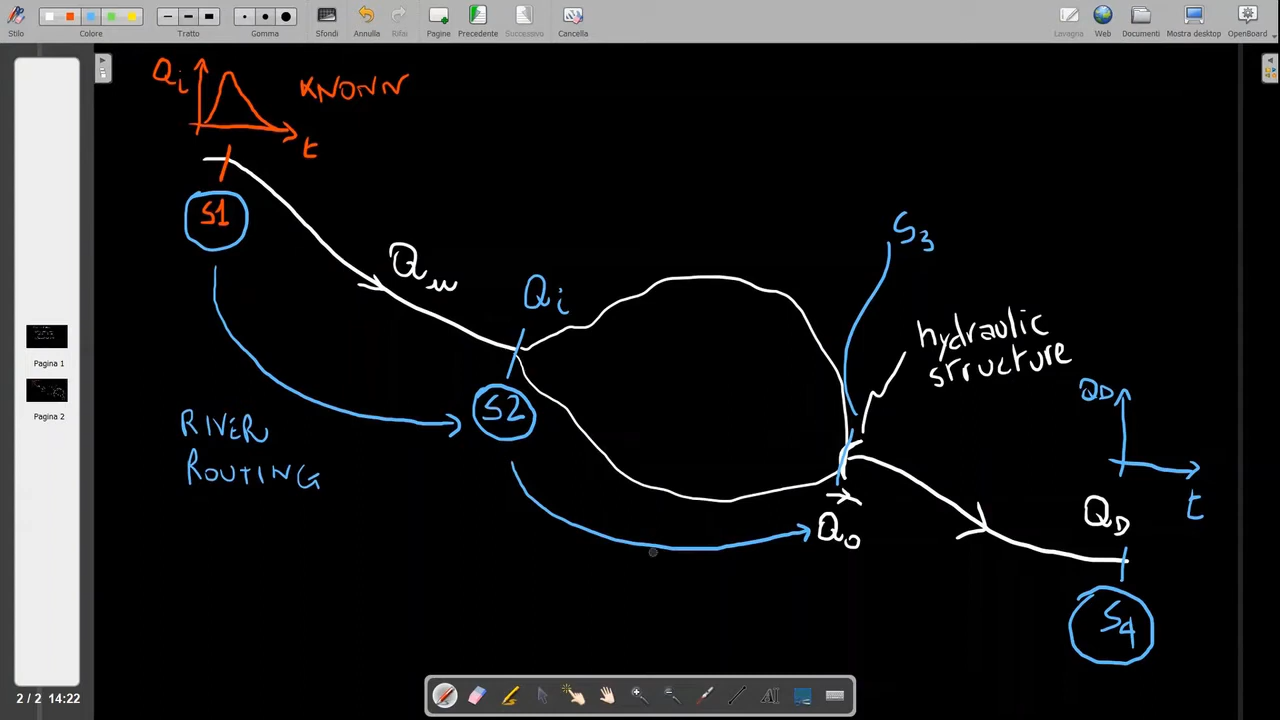 Stilo
Colore
Tratto
Gomma
Sfondi
Annulla
Rifai
Pagine
Precedente
Successivo
Cancella
Lavagna
Web
Documenti
Mostra desktop
OpenBoard
Qi
KNOWN
t
S1
Qu
Qi
S3
hydraulic
structure
S2
RIVER
ROUTING
QD
t
QD
Qo
S4
Pagina 1
Pagina 2
2 / 2 14:22